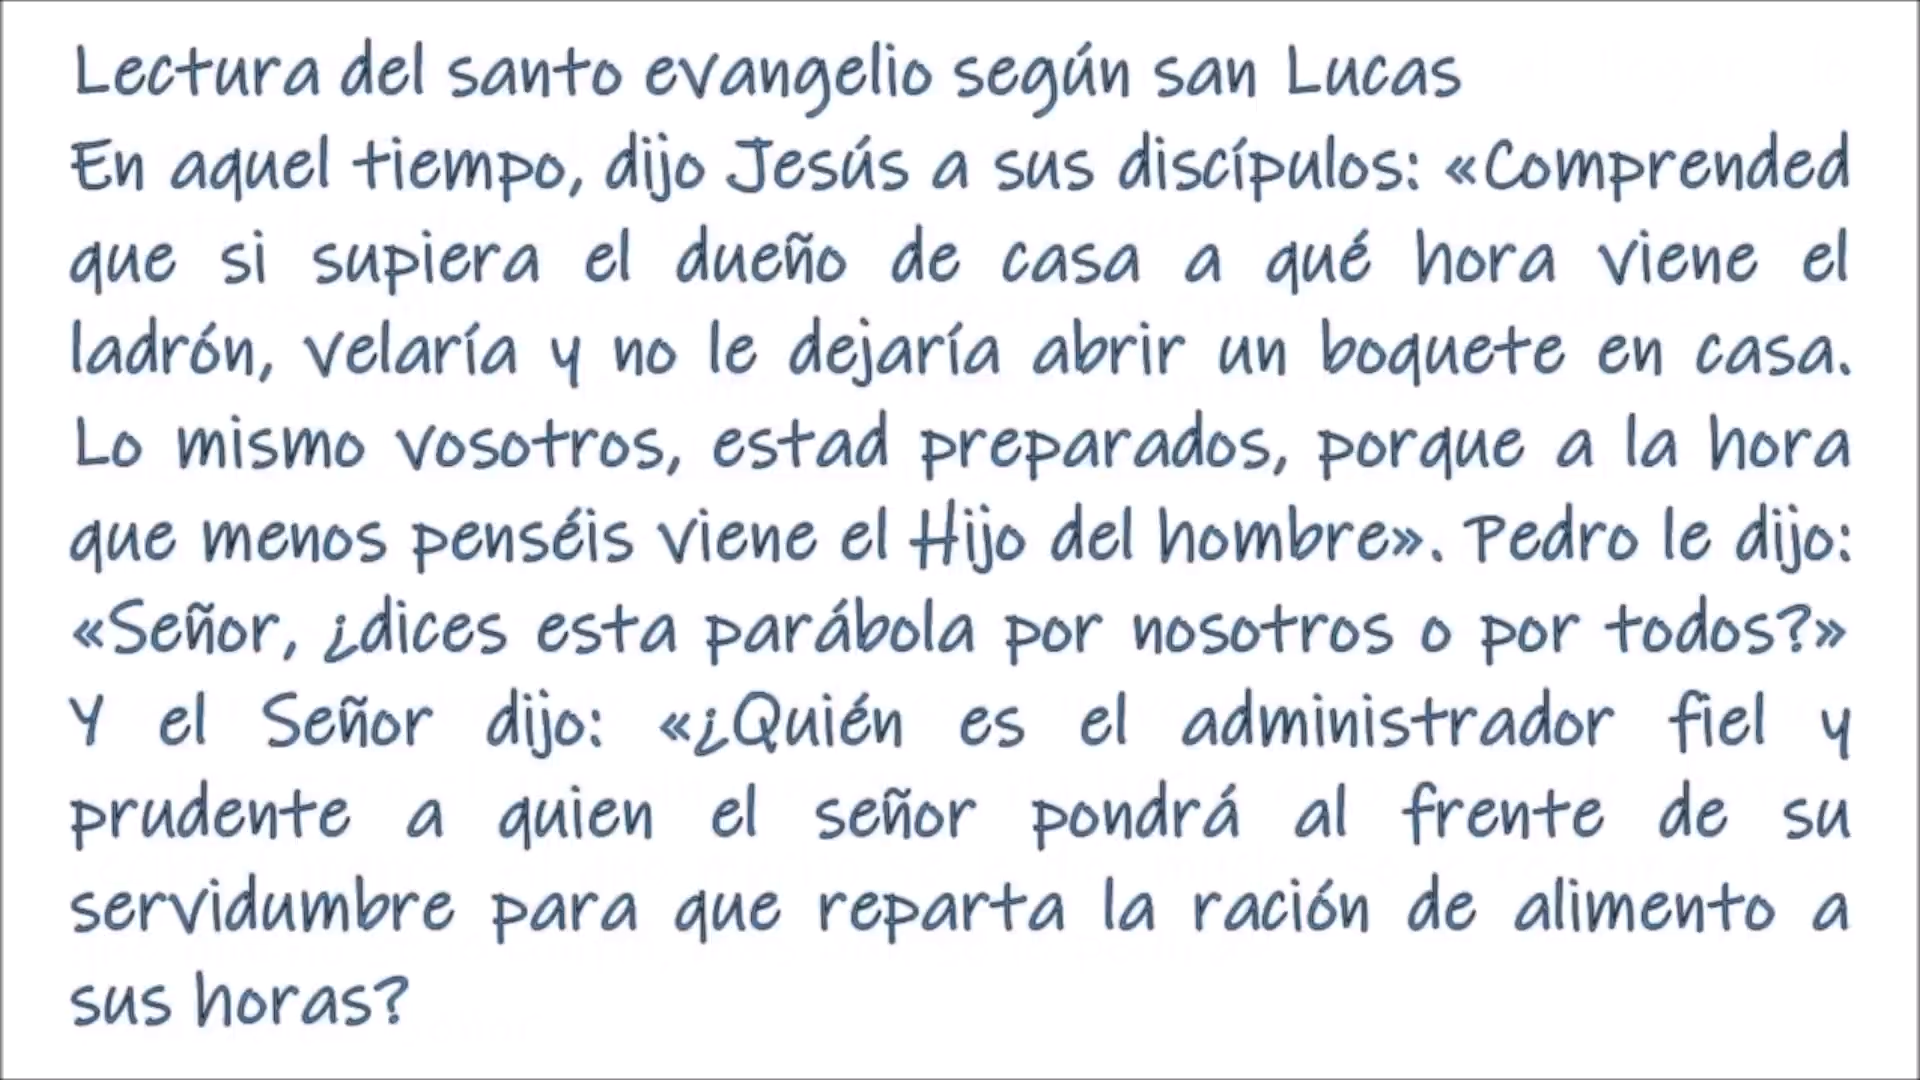 Lectura del santo evangelio según san Lucas
En aquel tiempo, dijo Jesús a sus discípulos: «Comprended
que si supiera el dueño de casa a qué hora viene el
ladrón, velaría y no le dejaría abrir un boquete en casa.
Lo mismo vosotros, estad preparados, porque a la hora
que menos penséis viene el Hijo del hombre». Pedro le dijo:
«Señor, ¿dices esta parábola por nosotros o por todos?»
Y el Señor dijo: «¿Quién es el administrador fiel y
prudente a quien el señor pondrá al frente de su
servidumbre para que reparta la ración de alimento a
sus horas?